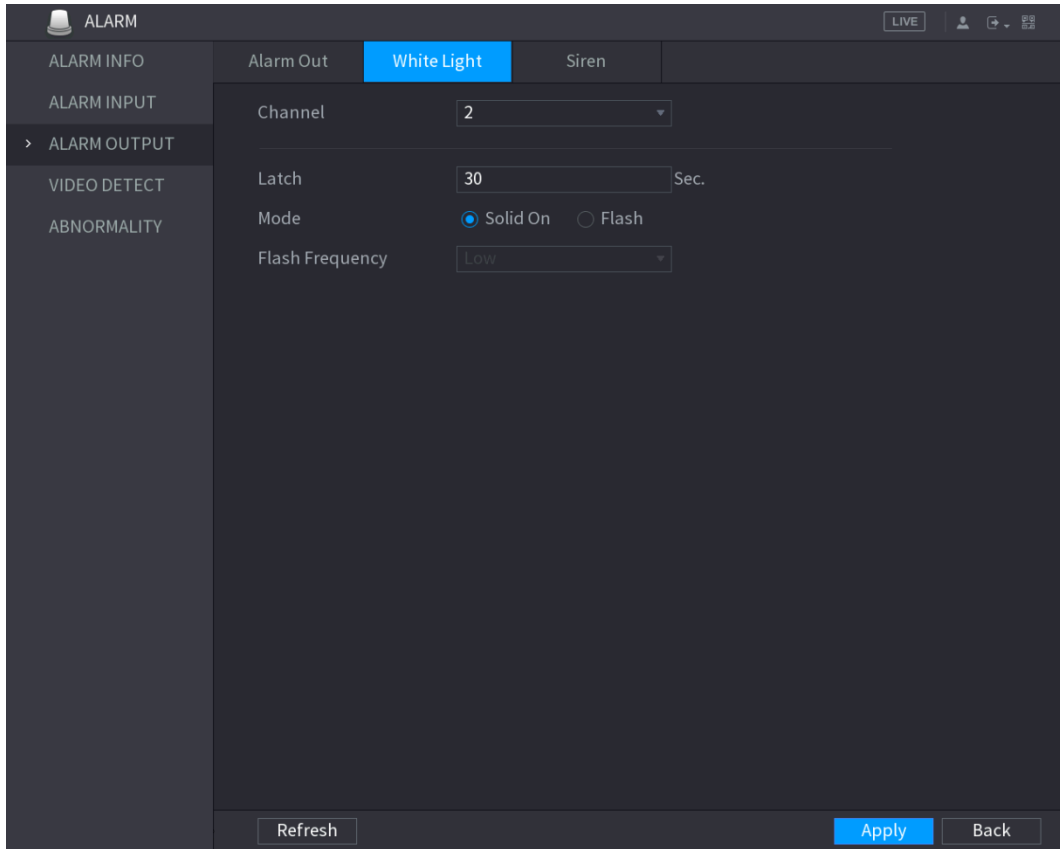 ALARM
LIVE
ALARM INFO
ALARM INPUT
> ALARM OUTPUT
VIDEO DETECT
ABNORMALITY
Alarm Out White Light Siren
Channel 2
Latch 30 Sec.
Mode Solid On Flash
Flash Frequency Low
Refresh Apply Back